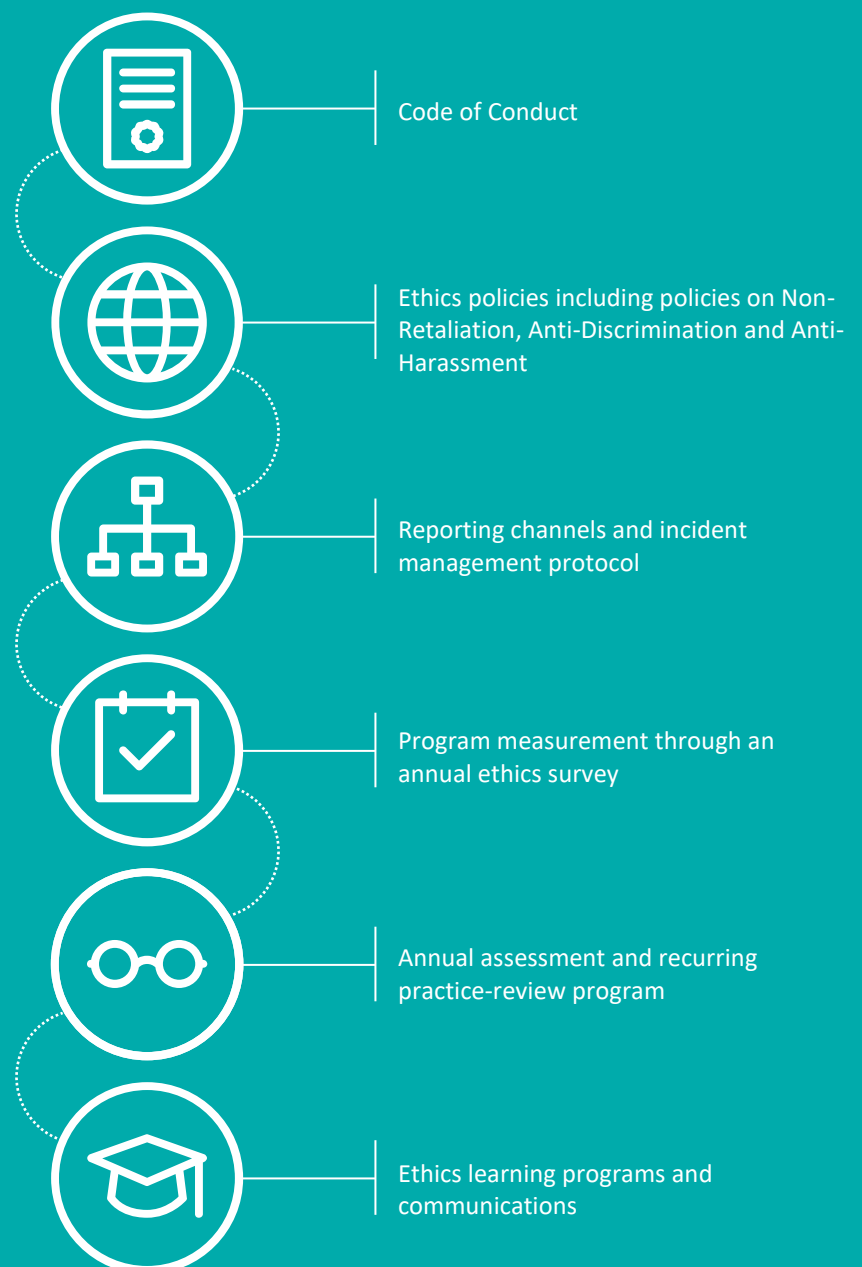 Code of Conduct
Ethics policies including policies on Non-
Retaliation, Anti-Discrimination and Anti-
Harassment
Reporting channels and incident
management protocol
Program measurement through an
annual ethics survey
Annual assessment and recurring
practice-review program
Ethics learning programs and
communications